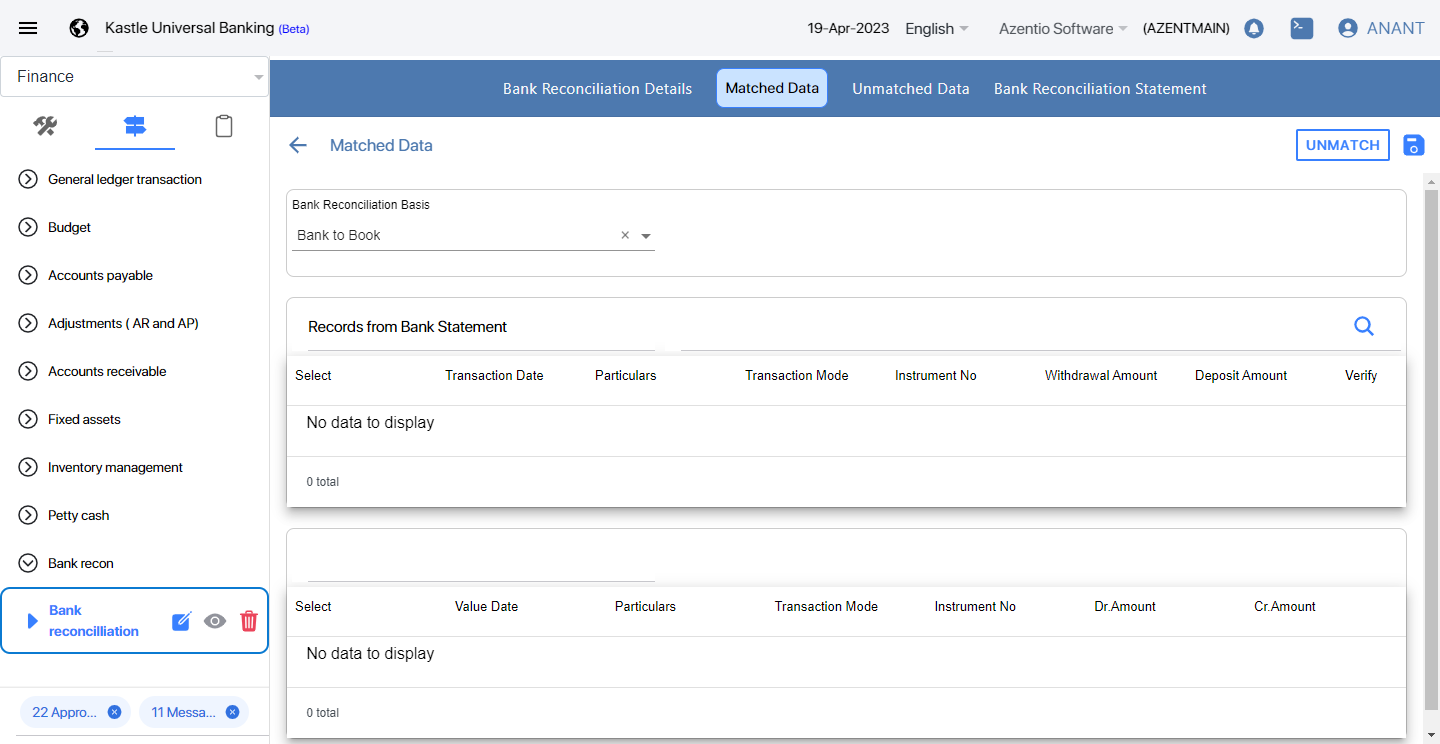 Kastle Universal Banking (Beta)
19-Apr-2023 English Azentio Software (AZENTMAIN) ANANT
Finance
Bank Reconciliation Details Matched Data Unmatched Data Bank Reconciliation Statement
Matched Data
UNMATCH
General ledger transaction
Budget
Accounts payable
Adjustments ( AR and AP)
Accounts receivable
Fixed assets
Inventory management
Petty cash
Bank recon
Bank
reconcilliation
22 Appro... 11 Messa...
Bank Reconciliation Basis
Bank to Book
Records from Bank Statement
Select Transaction Date Particulars Transaction Mode Instrument No Withdrawal Amount Deposit Amount Verify
No data to display
0 total
Select Value Date Particulars Transaction Mode Instrument No Dr.Amount Cr.Amount
No data to display
0 total